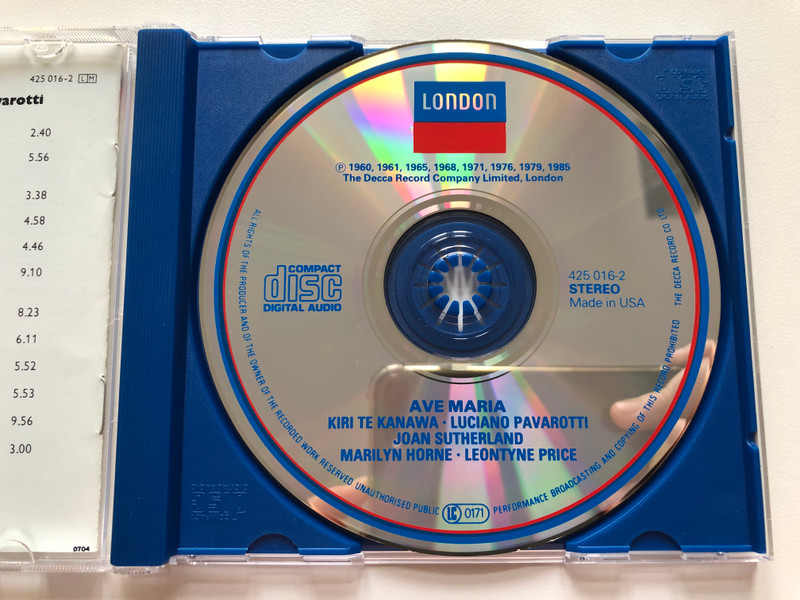 425 016-2 LM
varotti
2.40
5.56
3.38
4.58
4.46
9.10
8.23
6.11
5.52
5.53
9.56
3.00
0704
LONDON
Ⓟ 1960, 1961, 1965, 1968, 1971, 1976, 1979, 1985
The Decca Record Company Limited, London
COMPACT
disc
DIGITAL AUDIO
425 016-2
STEREO
Made in USA
AVE MARIA
KIRI TE KANAWA · LUCIANO PAVAROTTI
JOAN SUTHERLAND
MARILYN HORNE · LEONTYNE PRICE
ALL RIGHTS OF THE PRODUCER AND OF THE OWNER OF THE RECORDED WORK RESERVED UNAUTHORISED PUBLIC LC 0171 PERFORMANCE BROADCASTING AND COPYING OF THIS RECORD PROHIBITED THE DECCA RECORD CO LTD